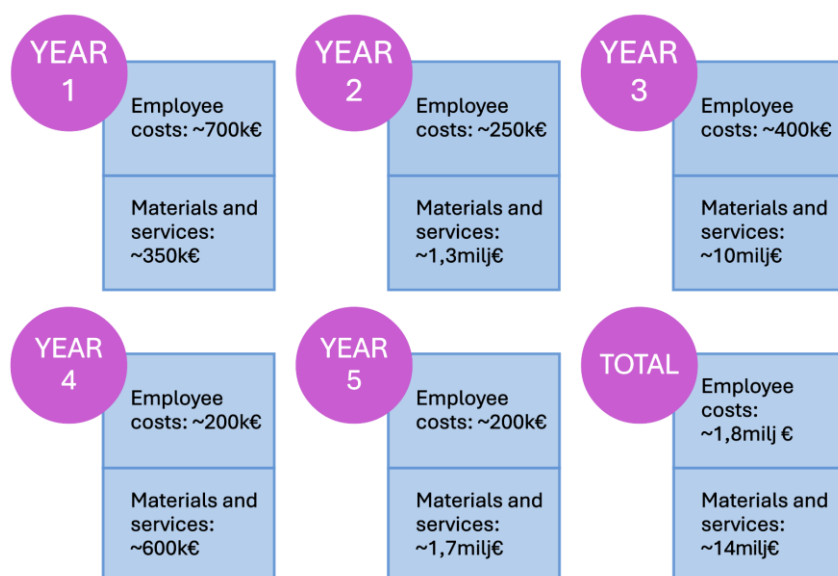 YEAR
1
Employee
costs: ~700k€
Materials and
services:
~350k€
YEAR
2
Employee
costs: ~250k€
Materials and
services:
~1,3milj€
YEAR
3
Employee
costs: ~400k€
Materials and
services:
~10milj€
YEAR
4
Employee
costs: ~200k€
Materials and
services:
~600k€
YEAR
5
Employee
costs: ~200k€
Materials and
services:
~1,7milj€
TOTAL
Employee
costs:
~1,8milj €
Materials and
services:
~14milj€